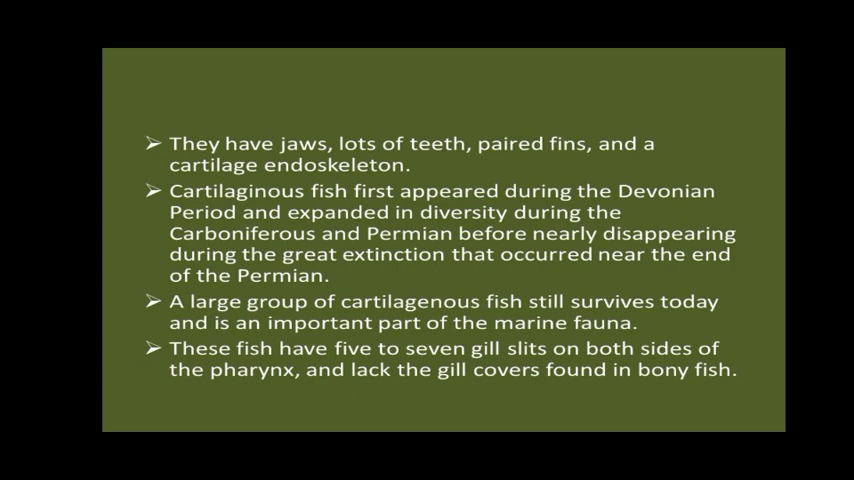 ➢ They have jaws, lots of teeth, paired fins, and a
cartilage endoskeleton.
➢ Cartilaginous fish first appeared during the Devonian
Period and expanded in diversity during the
Carboniferous and Permian before nearly disappearing
during the great extinction that occurred near the end
of the Permian.
➢ A large group of cartilagenous fish still survives today
and is an important part of the marine fauna.
➢ These fish have five to seven gill slits on both sides of
the pharynx, and lack the gill covers found in bony fish.